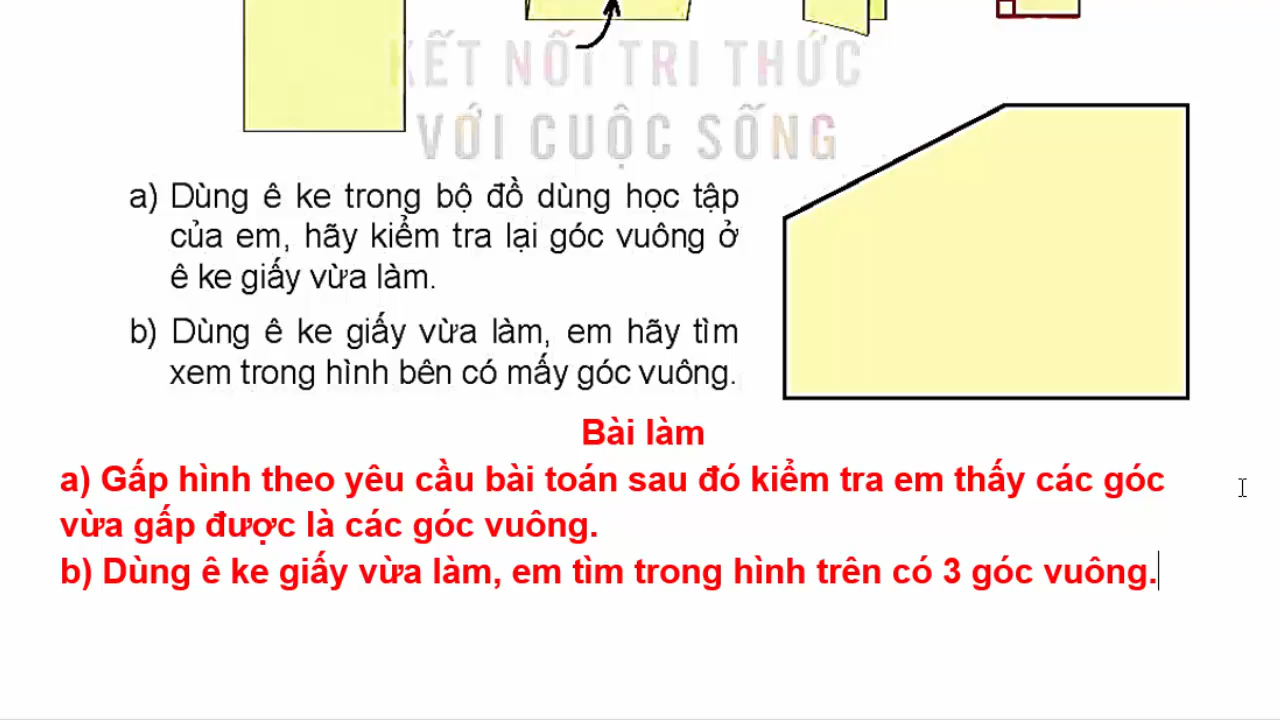 KẾT NỐI TRI THỨC
VỚI CUỘC SỐNG
a) Dùng ê ke trong bộ đồ dùng học tập
của em, hãy kiểm tra lại góc vuông ở
ê ke giấy vừa làm.
b) Dùng ê ke giấy vừa làm, em hãy tìm
xem trong hình bên có mấy góc vuông.
Bài làm
a) Gấp hình theo yêu cầu bài toán sau đó kiểm tra em thấy các góc
vừa gấp được là các góc vuông.
b) Dùng ê ke giấy vừa làm, em tìm trong hình trên có 3 góc vuông.